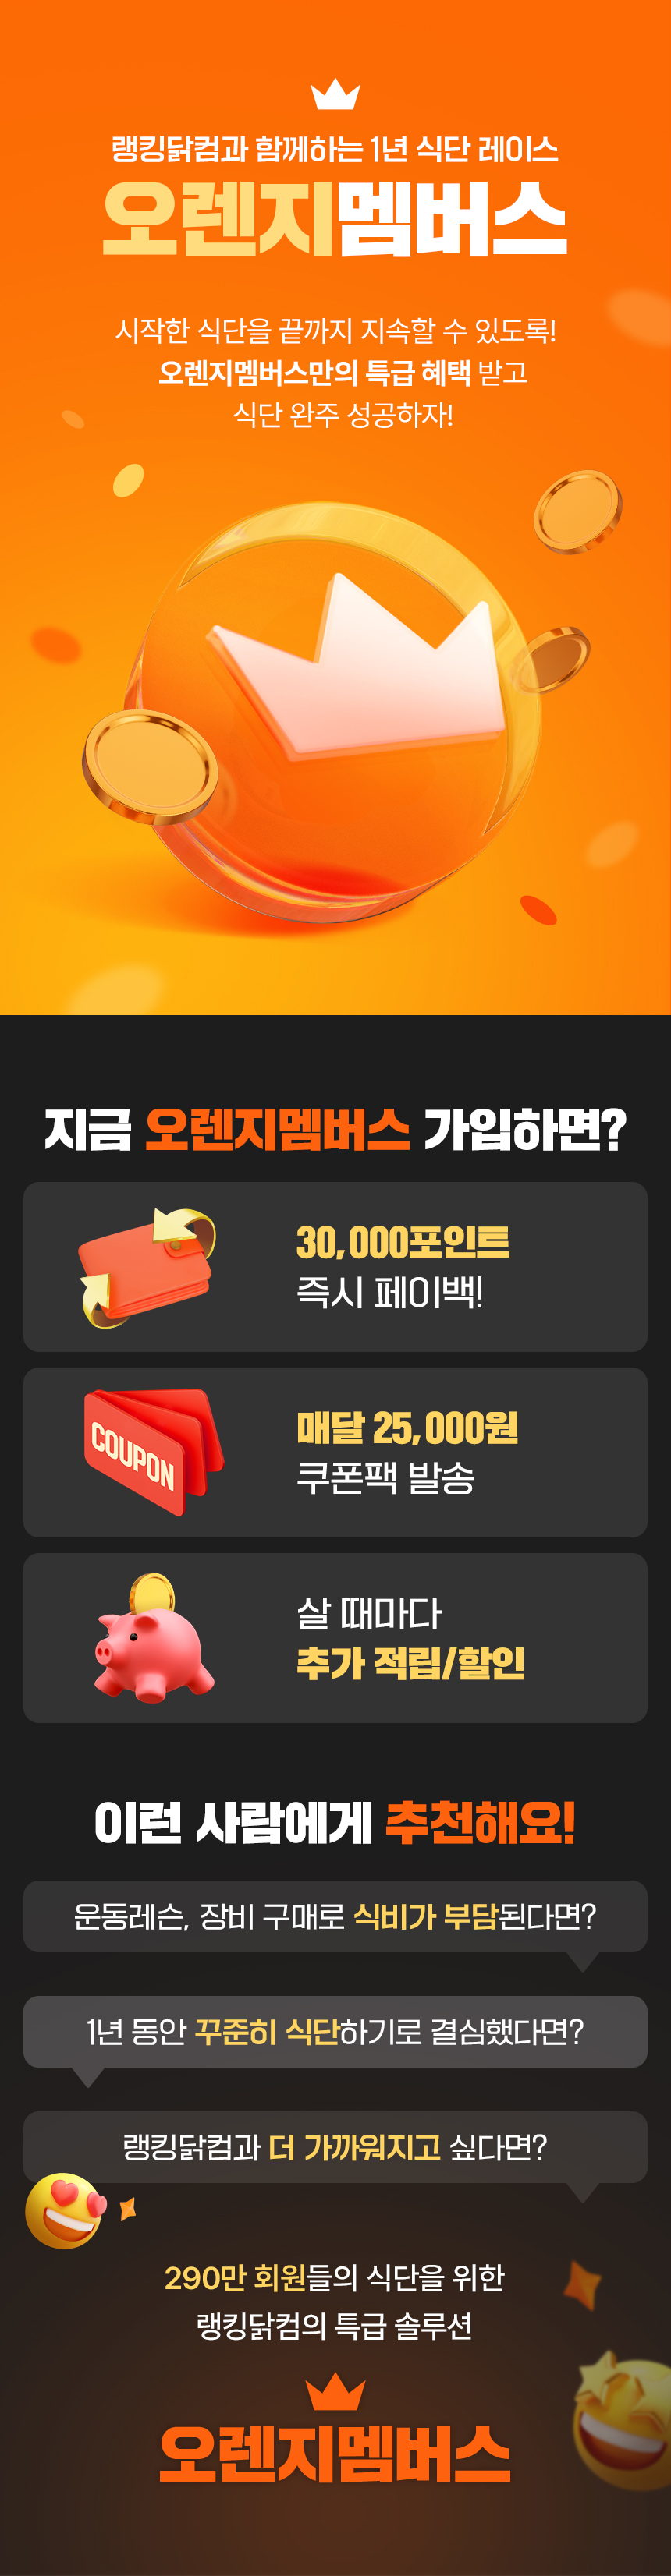 랭킹닭컴과 함께하는 1년 식단 레이스
오렌지멤버스
시작한 식단을 끝까지 지속할 수 있도록!
오렌지멤버스만의 특급 혜택 받고
식단 완주 성공하자!
지금 오렌지멤버스 가입하면?
30,000포인트
즉시 페이백!
COUPON
매달 25,000원
쿠폰팩 발송
살 때마다
추가 적립/할인
이런 사람에게 추천해요!
운동레슨, 장비 구매로 식비가 부담된다면?
1년 동안 꾸준히 식단하기로 결심했다면?
랭킹닭컴과 더 가까워지고 싶다면?
290만 회원들의 식단을 위한
랭킹닭컴의 특급 솔루션
오렌지멤버스